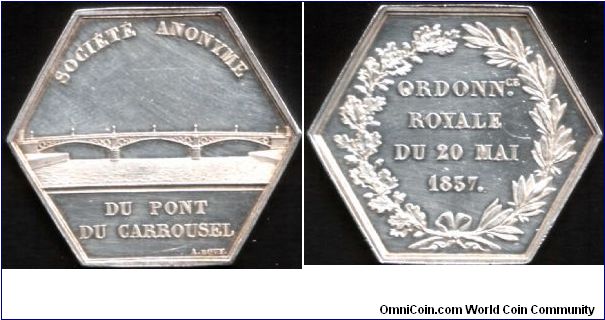 SOCIÉTÉ ANONYME
DU PONT
DU CARROUSEL
ORDONN.CE
ROYALE
DU 20 MAI
1837.
OmniCoin.com World Coin Community